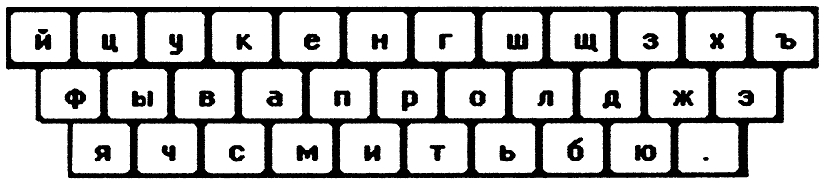 й ц у к е н г ш щ з х ъ
ф ы в а п р о л д ж э
я ч с м и т ь б ю .